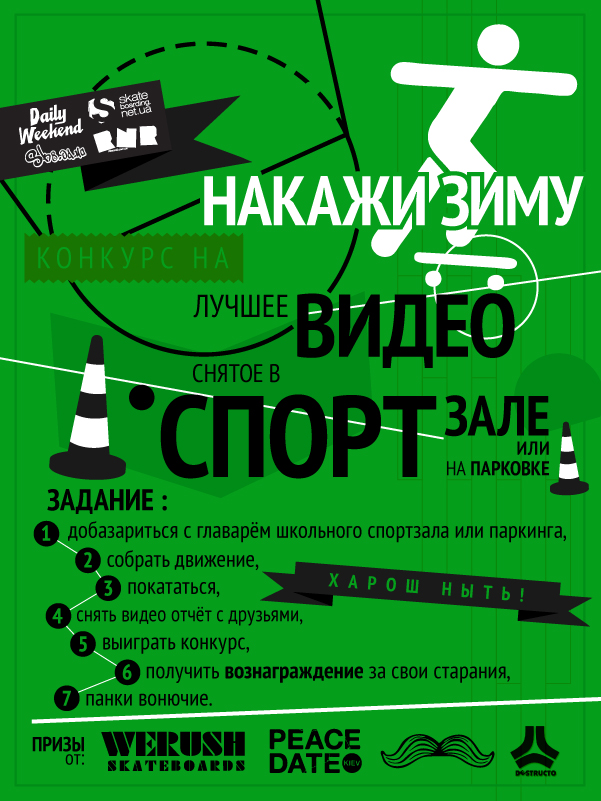 Daily
Weekend
skate
boarding.
net.ua
RNR
НАКАЖИ ЗИМУ
КОНКУРС НА
ЛУЧШЕЕ ВИДЕО
СНЯТОЕ В
СПОРТ ЗАЛЕ
ИЛИ
НА ПАРКОВКЕ
ЗАДАНИЕ :
1 добазариться с главарём школьного спортзала или паркинга,
2 собрать движение,
3 покататься,
ХАРОШ НЫТЬ!
4 снять видео отчёт с друзьями,
5 выиграть конкурс,
6 получить вознаграждение за свои старания,
7 панки вонючие.
ПРИЗЫ
от:
WERUSH
SKATEBOARDS
PEACE
DATE KIEV
DESTRUCTO